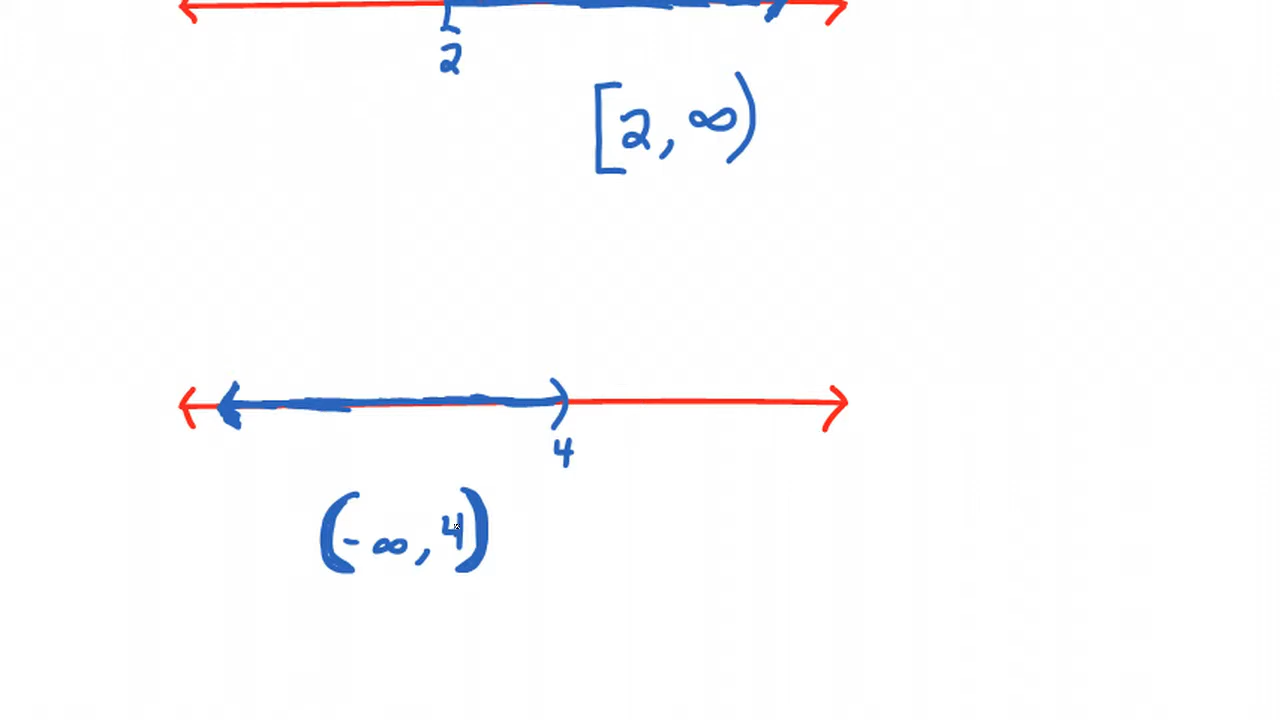 2
[2, ∞)
4
(-∞, 4)